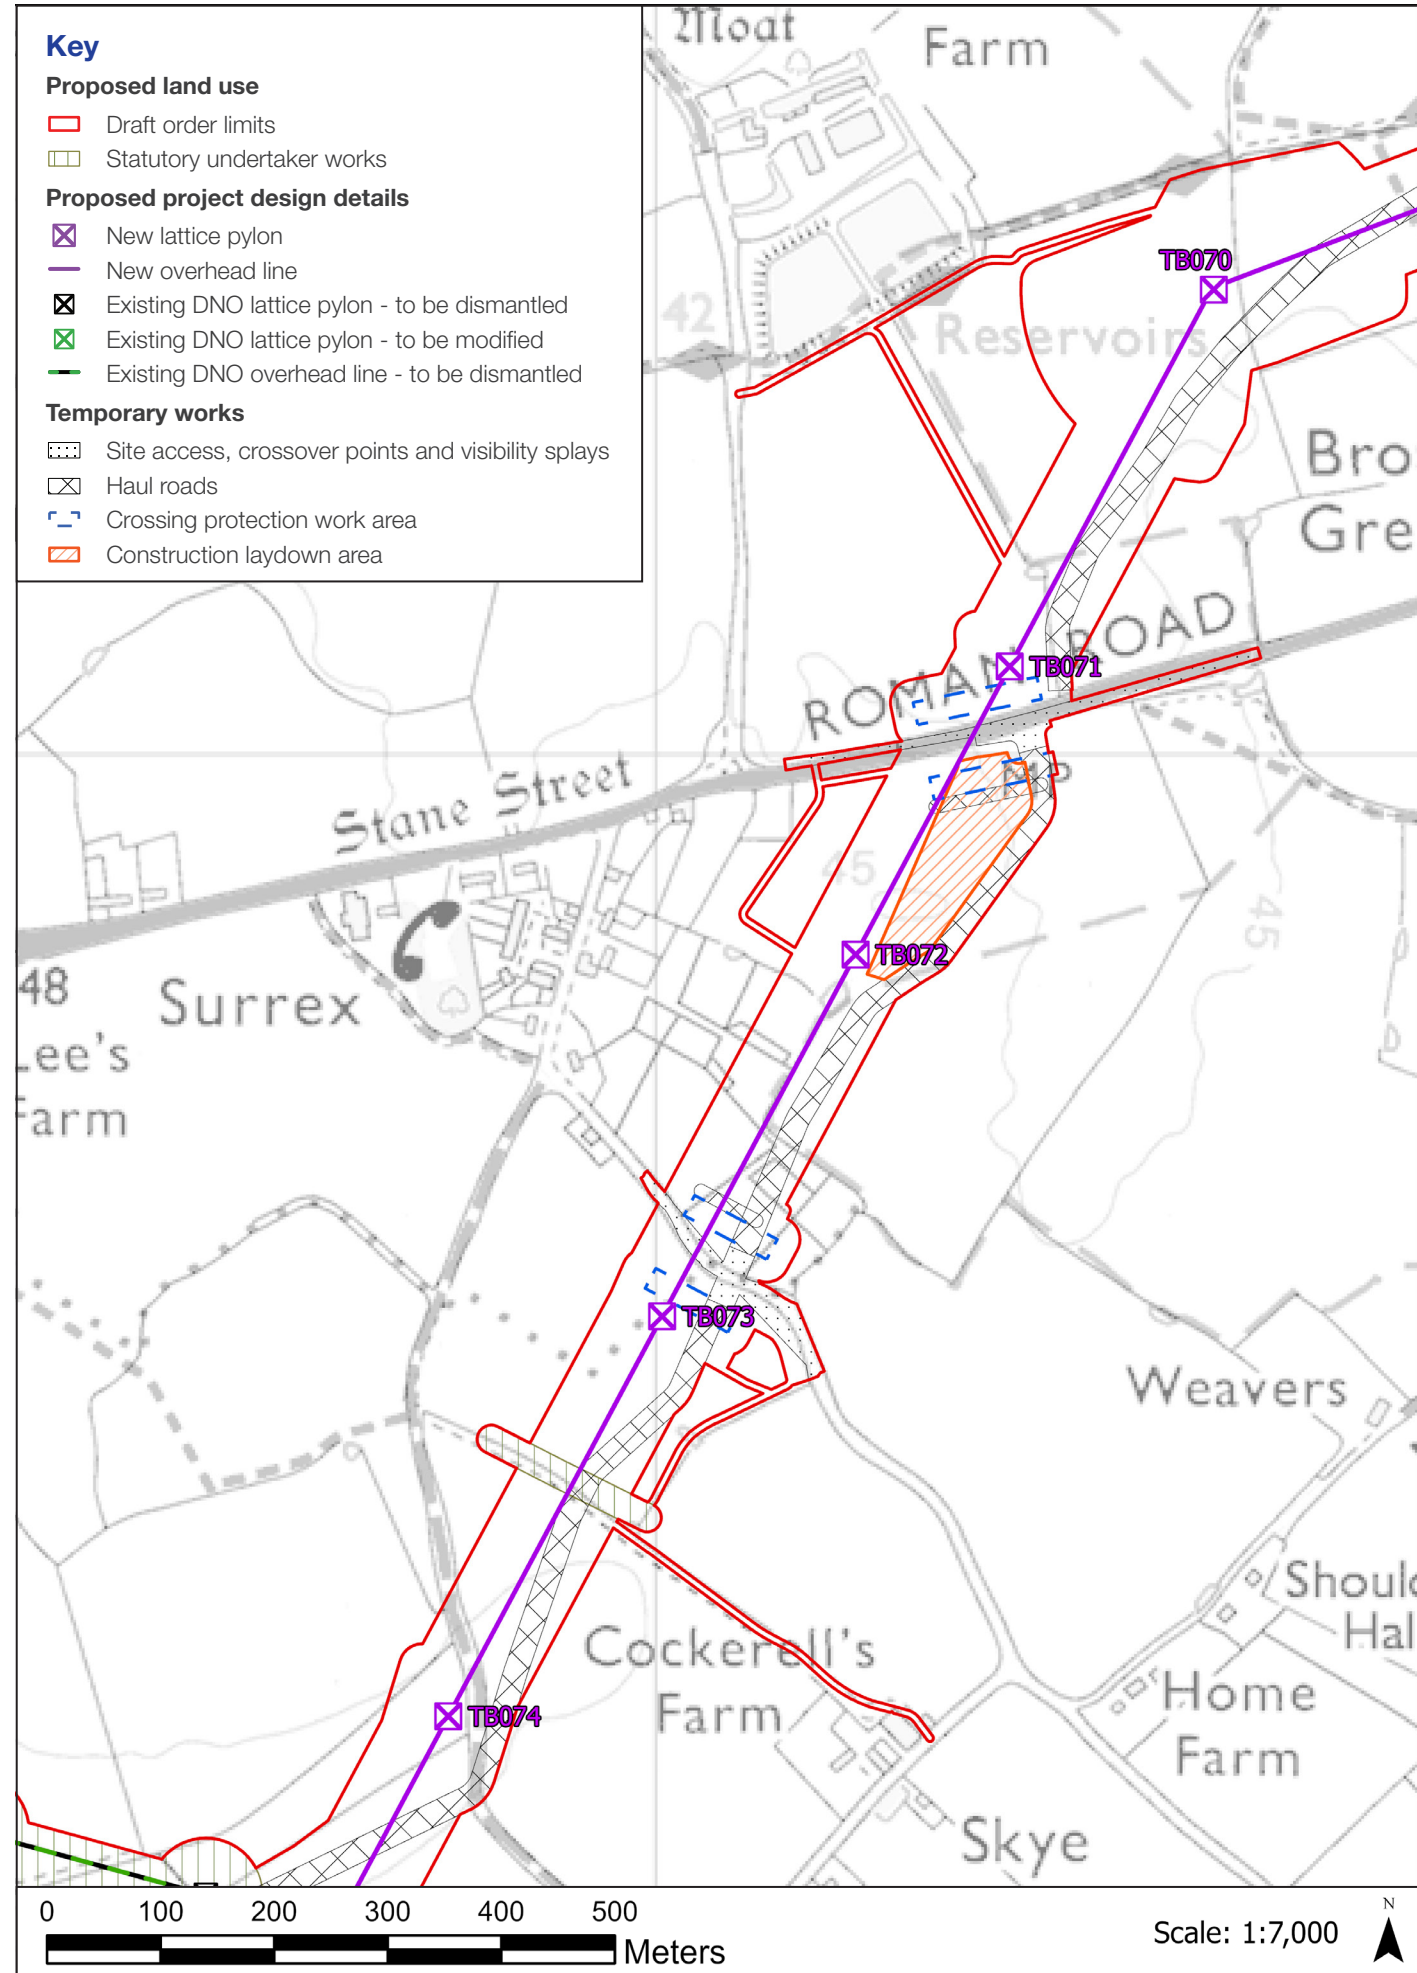 Key
Proposed land use
Draft order limits
Statutory undertaker works
Proposed project design details
New lattice pylon
New overhead line
Existing DNO lattice pylon - to be dismantled
Existing DNO lattice pylon - to be modified
Existing DNO overhead line - to be dismantled
Temporary works
Site access, crossover points and visibility splays
Haul roads
Crossing protection work area
Construction laydown area
Moat
Farm
TB070
42
Reservoirs
Bro
Gre
ROMAN ROAD
TB071
Stane Street
MP
45
45
TB072
48
Surrex
Lee's
Farm
TB073
Weavers
Should
Hal
Cockerell's
Farm
Home
Farm
TB074
Skye
0 100 200 300 400 500
Meters
Scale: 1:7,000
N